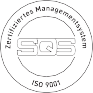 Zertifiziertes Managementsystem
SQS
ISO 9001